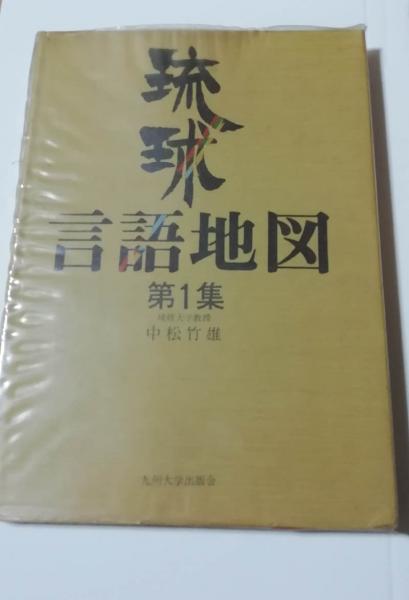 琉球
言語地図
第1集
琉球大学教授
中松竹雄
九州大学出版会